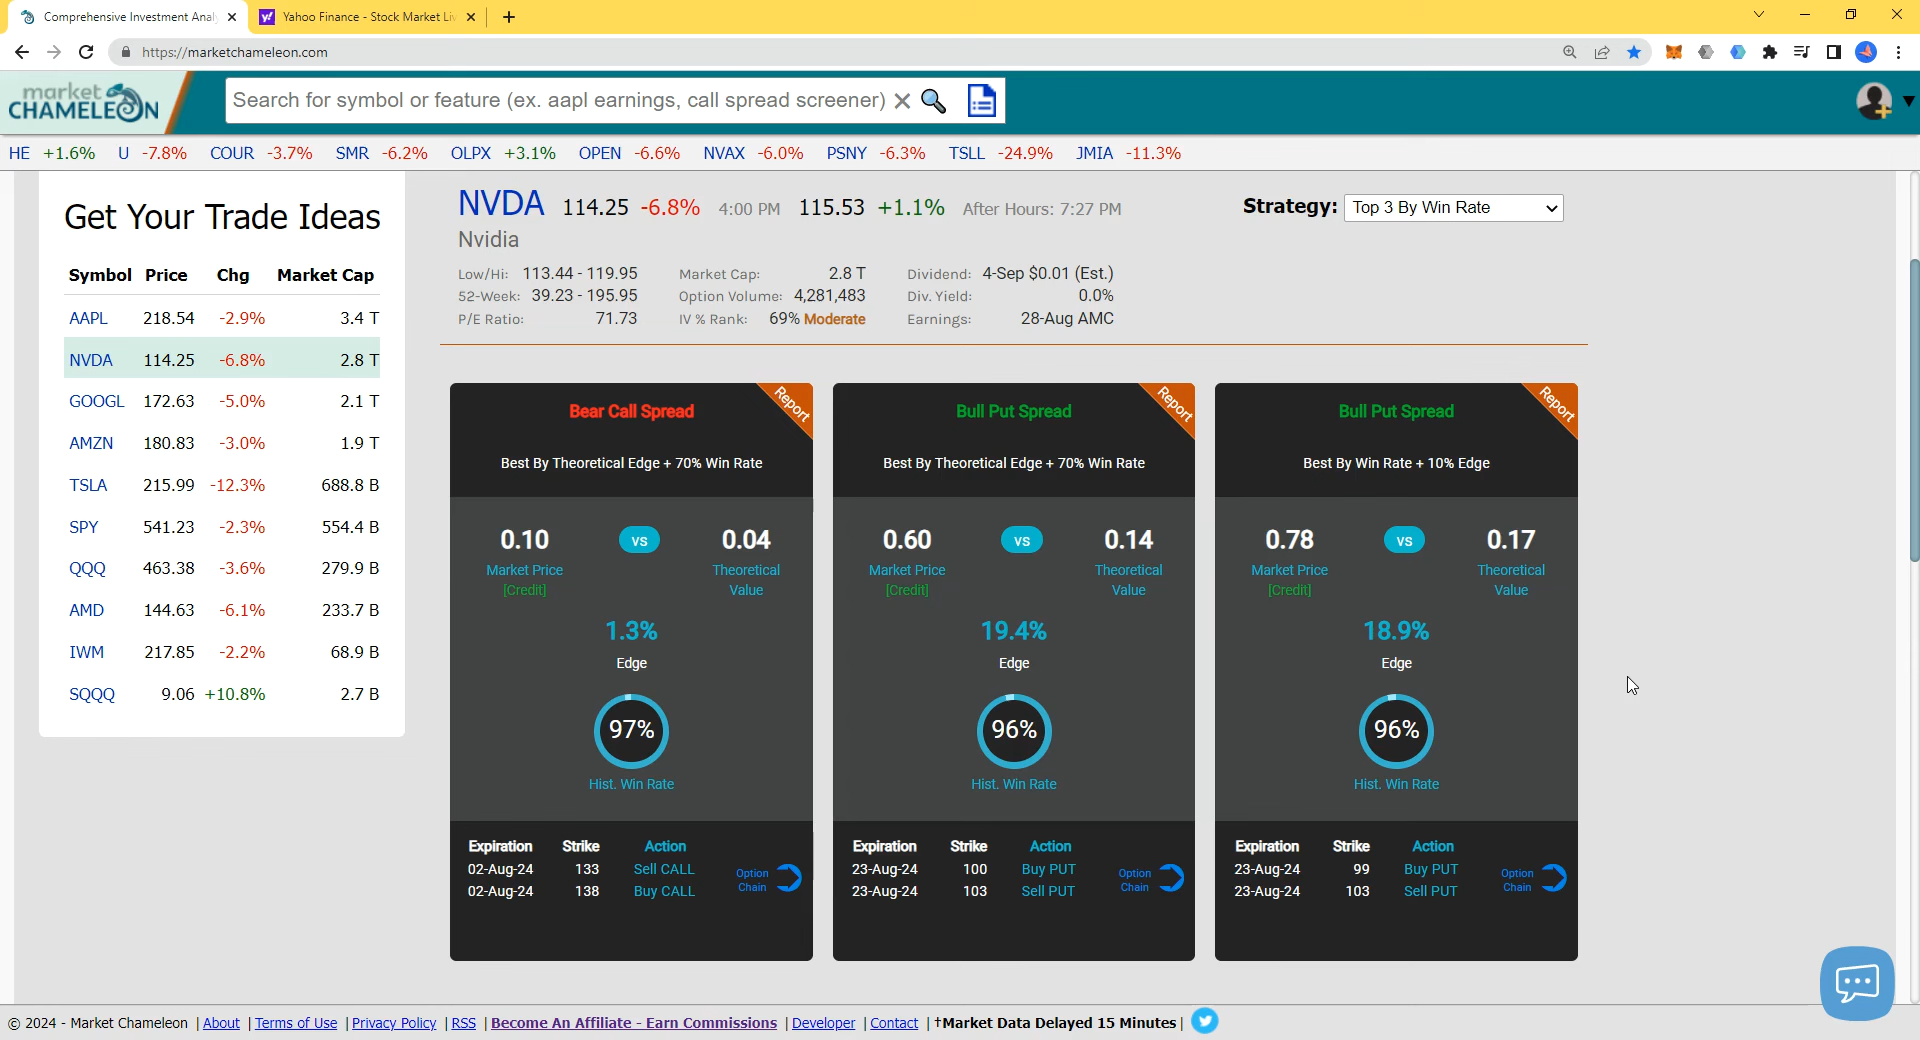 Comprehensive Investment Anal
Yahoo Finance - Stock Market Liv
https://marketchameleon.com
market
CHAMELEON
Search for symbol or feature (ex. aapl earnings, call spread screener)
HE +1.6% U -7.8% COUR -3.7% SMR -6.2% OLPX +3.1% OPEN -6.6% NVAX -6.0% PSNY -6.3% TSLL -24.9% JMIA -11.3%
Get Your Trade Ideas
Symbol Price Chg Market Cap
AAPL 218.54 -2.9% 3.4 T
NVDA 114.25 -6.8% 2.8 T
GOOGL 172.63 -5.0% 2.1 T
AMZN 180.83 -3.0% 1.9 T
TSLA 215.99 -12.3% 688.8 B
SPY 541.23 -2.3% 554.4 B
QQQ 463.38 -3.6% 279.9 B
AMD 144.63 -6.1% 233.7 B
IWM 217.85 -2.2% 68.9 B
SQQQ 9.06 +10.8% 2.7 B
NVDA 114.25 -6.8% 4:00 PM 115.53 +1.1% After Hours: 7:27 PM
Strategy: Top 3 By Win Rate
Nvidia
Low/Hi: 113.44 - 119.95 Market Cap: 2.8 T Dividend: 4-Sep $0.01 (Est.)
52-Week: 39.23 - 195.95 Option Volume: 4,281,483 Div. Yield: 0.0%
P/E Ratio: 71.73 IV % Rank: 69% Moderate Earnings: 28-Aug AMC
Report
Bear Call Spread
Best By Theoretical Edge + 70% Win Rate
0.10 vs 0.04
Market Price Theoretical
[Credit] Value
1.3%
Edge
97%
Hist. Win Rate
Expiration Strike Action
02-Aug-24 133 Sell CALL
02-Aug-24 138 Buy CALL
Option
Chain
Report
Bull Put Spread
Best By Theoretical Edge + 70% Win Rate
0.60 vs 0.14
Market Price Theoretical
[Credit] Value
19.4%
Edge
96%
Hist. Win Rate
Expiration Strike Action
23-Aug-24 100 Buy PUT
23-Aug-24 103 Sell PUT
Option
Chain
Report
Bull Put Spread
Best By Win Rate + 10% Edge
0.78 vs 0.17
Market Price Theoretical
[Credit] Value
18.9%
Edge
96%
Hist. Win Rate
Expiration Strike Action
23-Aug-24 99 Buy PUT
23-Aug-24 103 Sell PUT
Option
Chain
© 2024 - Market Chameleon | About | Terms of Use | Privacy Policy | RSS | Become An Affiliate - Earn Commissions | Developer | Contact | †Market Data Delayed 15 Minutes |